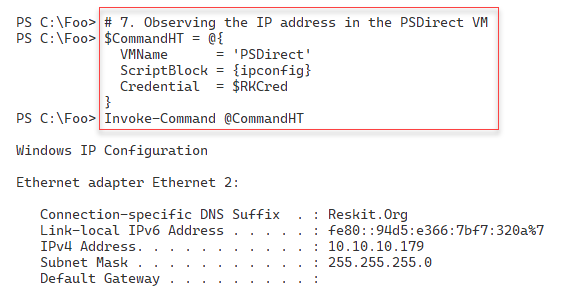 PS C:\Foo> # 7. Observing the IP address in the PSDirect VM
PS C:\Foo> $CommandHT = @{
  VMName      = 'PSDirect'
  ScriptBlock = {ipconfig}
  Credential  = $RKCred
}
PS C:\Foo> Invoke-Command @CommandHT
Windows IP Configuration
Ethernet adapter Ethernet 2:
   Connection-specific DNS Suffix  . : Reskit.Org
   Link-local IPv6 Address . . . . . : fe80::94d5:e366:7bf7:320a%7
   IPv4 Address. . . . . . . . . . . : 10.10.10.179
   Subnet Mask . . . . . . . . . . . : 255.255.255.0
   Default Gateway . . . . . . . . . :